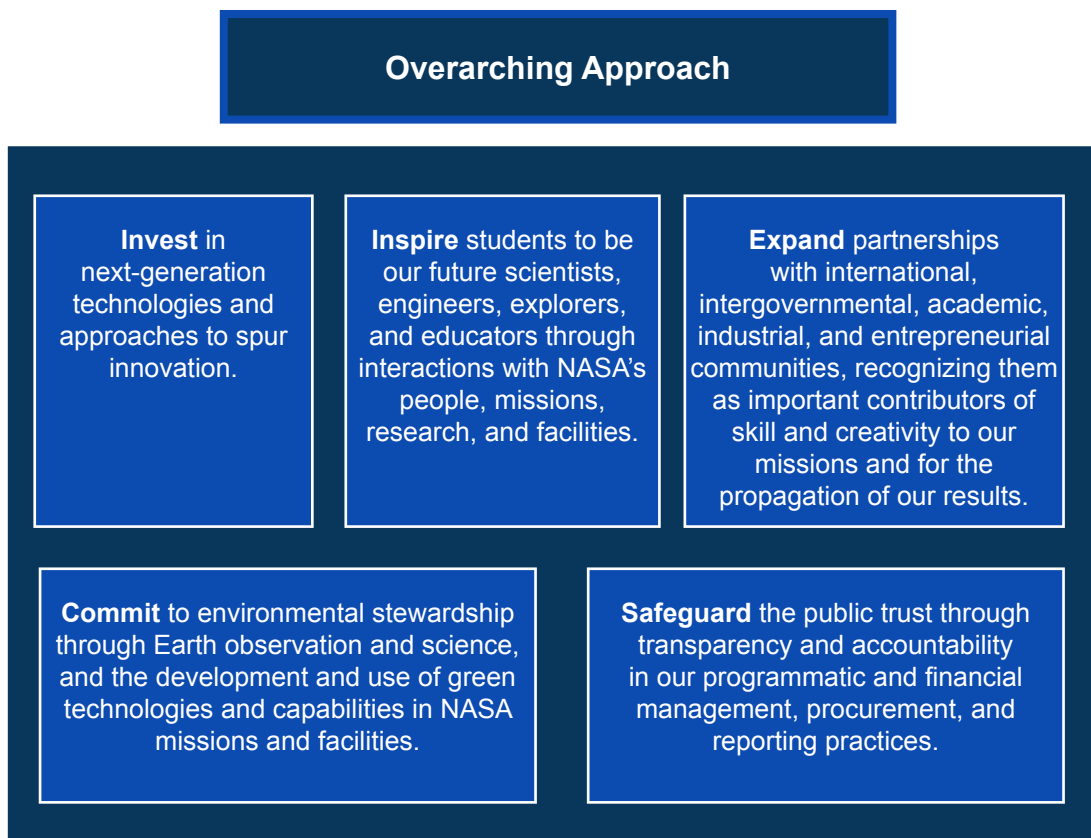 Overarching Approach
Invest in
next-generation
technologies and
approaches to spur
innovation.
Inspire students to be
our future scientists,
engineers, explorers,
and educators through
interactions with NASA’s
people, missions,
research, and facilities.
Expand partnerships
with international,
intergovernmental, academic,
industrial, and entrepreneurial
communities, recognizing them
as important contributors of
skill and creativity to our
missions and for the
propagation of our results.
Commit to environmental stewardship
through Earth observation and science,
and the development and use of green
technologies and capabilities in NASA
missions and facilities.
Safeguard the public trust through
transparency and accountability
in our programmatic and financial
management, procurement, and
reporting practices.